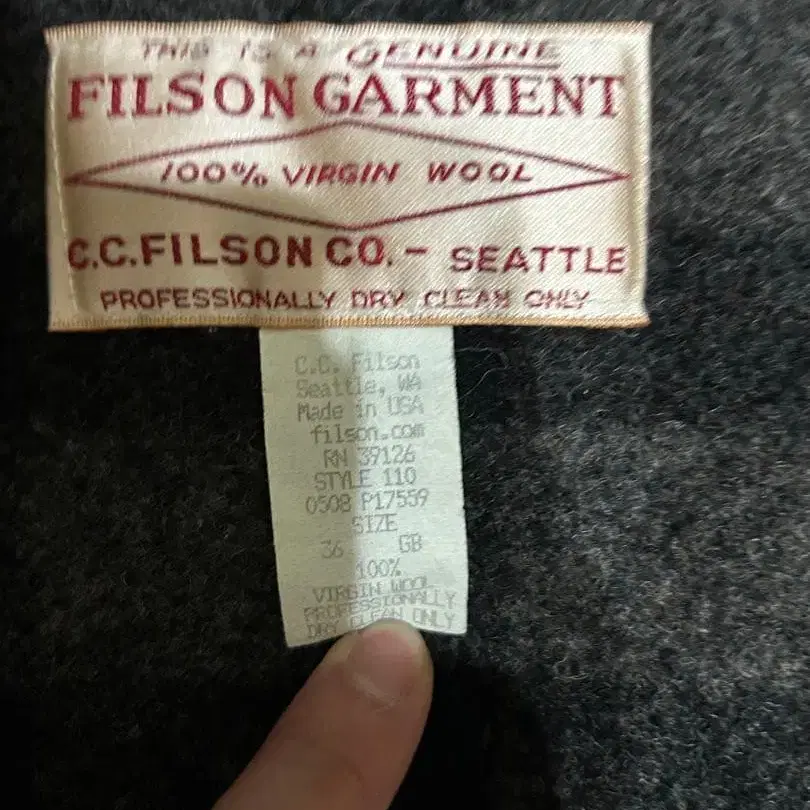 THIS IS A GENUINE
FILSON GARMENT
100% VIRGIN WOOL
C.C.FILSON CO.- SEATTLE
PROFESSIONALLY DRY CLEAN ONLY
C.C. Filson
Seattle, WA
Made in USA
filson.com
RN 39126
STYLE 110
0508 P17559
SIZE
36 GB
100%
VIRGIN WOOL
PROFESSIONALLY
DRY CLEAN ONLY